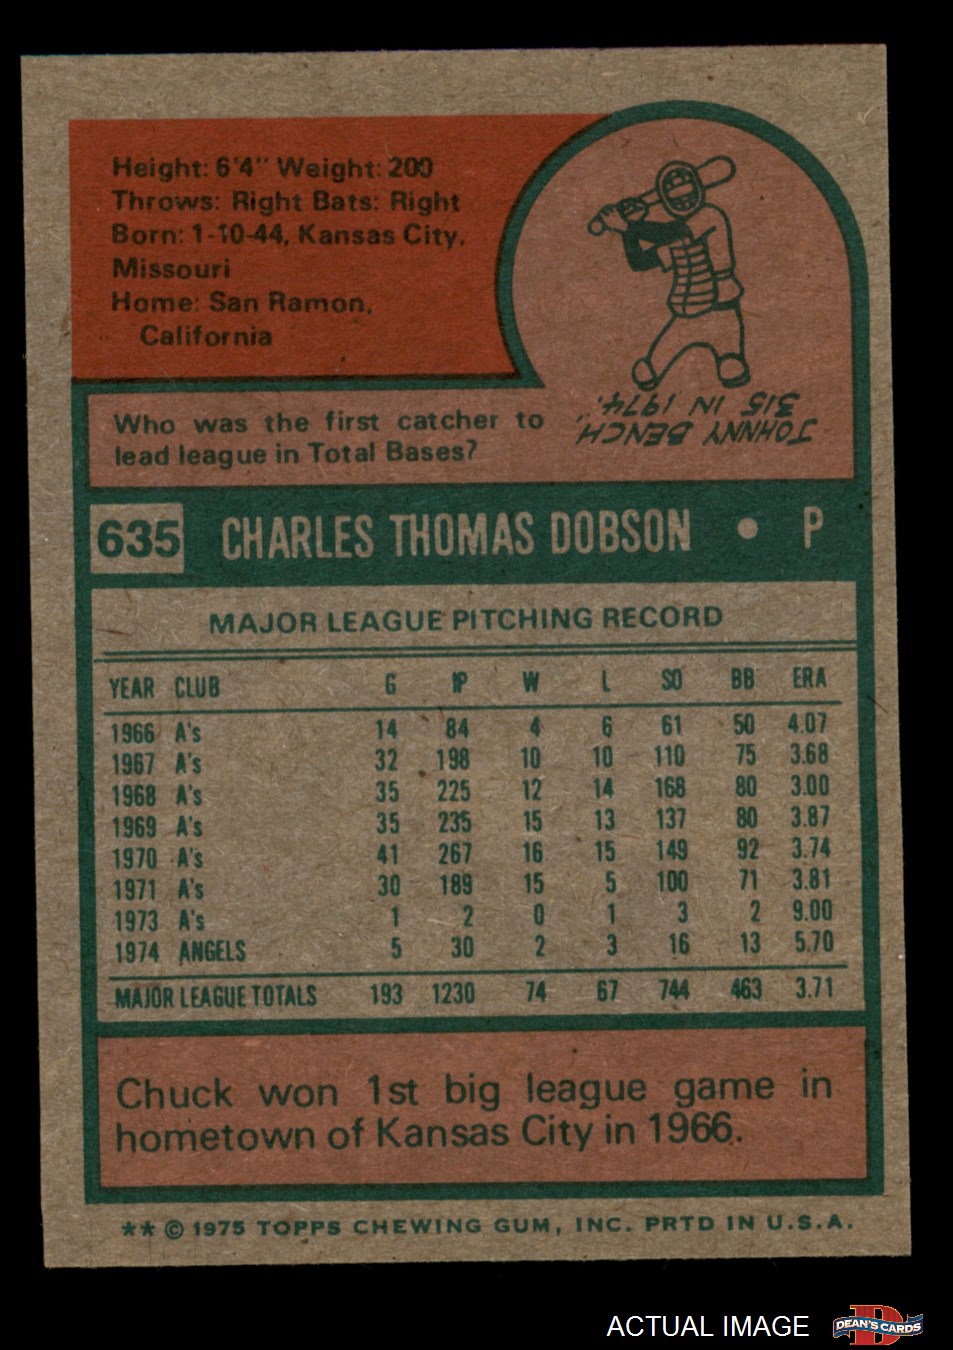 Height: 6'4" Weight: 200
Throws: Right Bats: Right
Born: 1-10-44, Kansas City,
Missouri
Home: San Ramon,
California
Who was the first catcher to
lead league in Total Bases?
JOHNNY BENCH,
315 IN 1974.
635 CHARLES THOMAS DOBSON • P
MAJOR LEAGUE PITCHING RECORD
YEAR CLUB G IP W L SO BB ERA
1966 A's 14 84 4 6 61 50 4.07
1967 A's 32 198 10 10 110 75 3.68
1968 A's 35 225 12 14 168 80 3.00
1969 A's 35 235 15 13 137 80 3.87
1970 A's 41 267 16 15 149 92 3.74
1971 A's 30 189 15 5 100 71 3.81
1973 A's 1 2 0 1 3 2 9.00
1974 ANGELS 5 30 2 3 16 13 5.70
MAJOR LEAGUE TOTALS 193 1230 74 67 744 463 3.71
Chuck won 1st big league game in
hometown of Kansas City in 1966.
** © 1975 TOPPS CHEWING GUM, INC. PRTD IN U.S.A.
ACTUAL IMAGE
D
DEAN'S CARDS